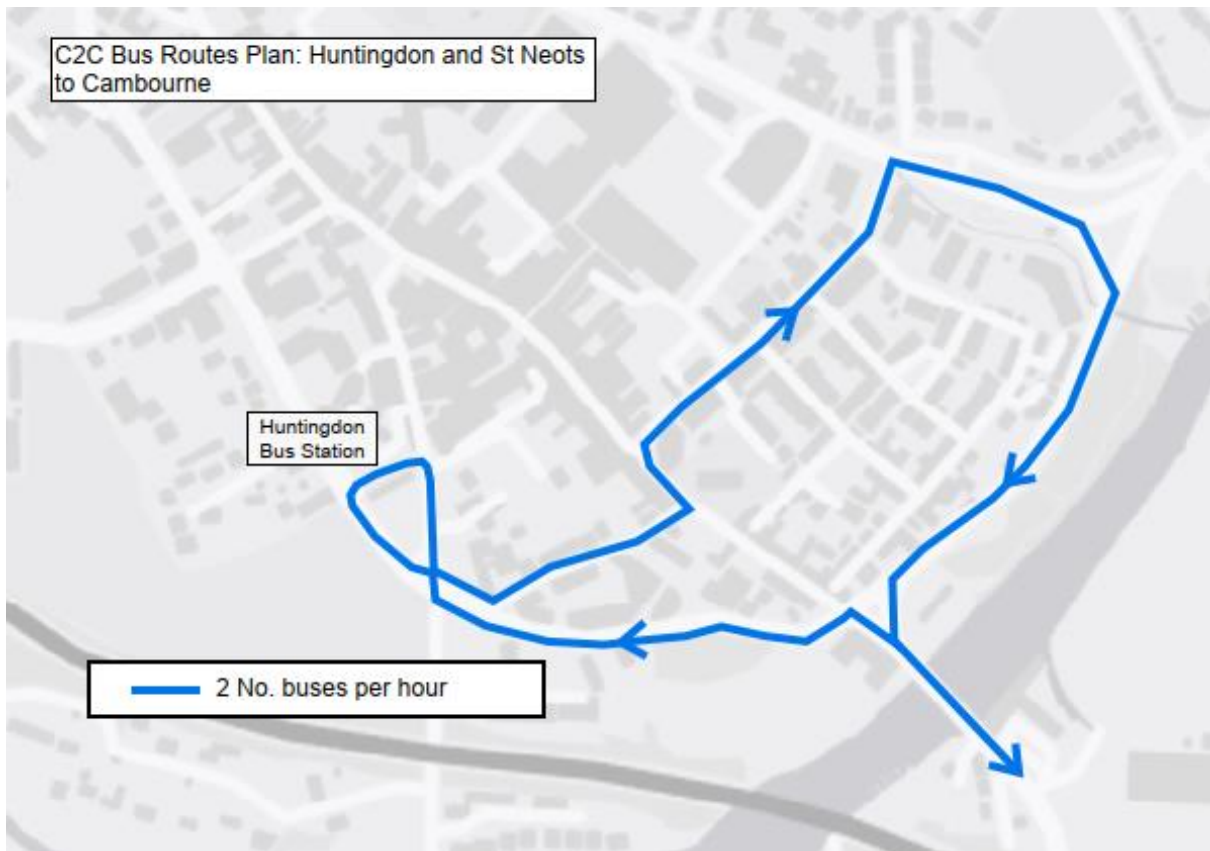 C2C Bus Routes Plan: Huntingdon and St Neots
to Cambourne
Huntingdon
Bus Station
2 No. buses per hour